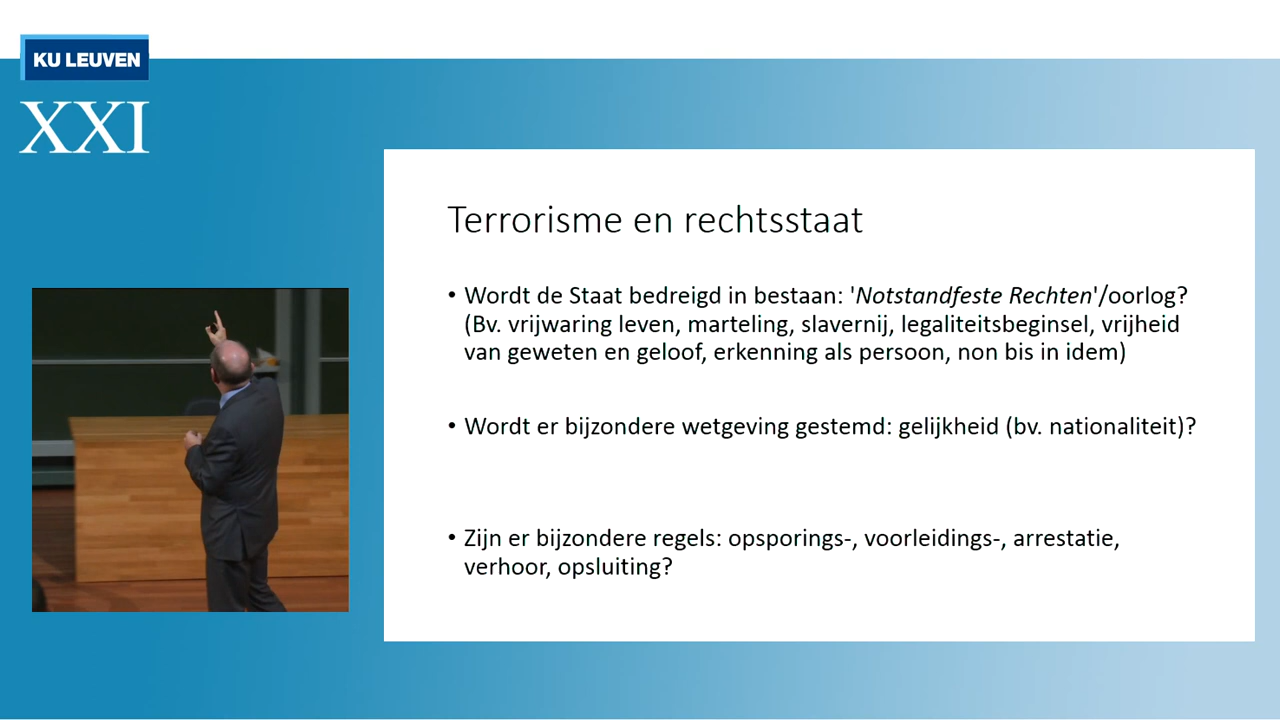 KU LEUVEN
XXI
Terrorisme en rechtsstaat
• Wordt de Staat bedreigd in bestaan: 'Notstandfeste Rechten'/oorlog?
(Bv. vrijwaring leven, marteling, slavernij, legaliteitsbeginsel, vrijheid
van geweten en geloof, erkenning als persoon, non bis in idem)
• Wordt er bijzondere wetgeving gestemd: gelijkheid (bv. nationaliteit)?
• Zijn er bijzondere regels: opsporings-, voorleidings-, arrestatie,
verhoor, opsluiting?